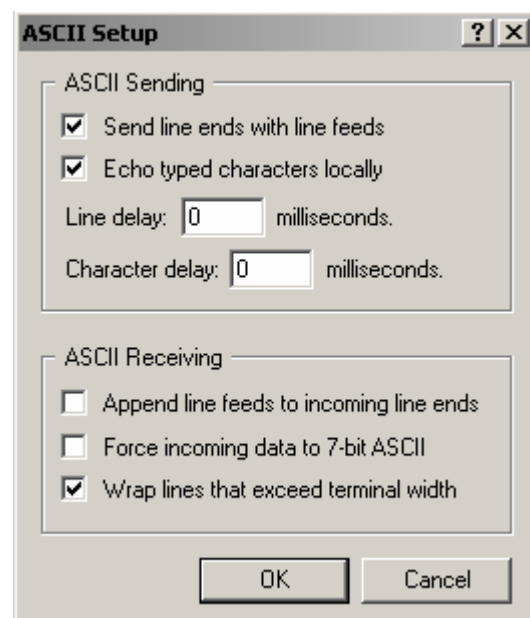 ASCII Setup
ASCII Sending
Send line ends with line feeds
Echo typed characters locally
Line delay: 0 milliseconds.
Character delay: 0 milliseconds.
ASCII Receiving
Append line feeds to incoming line ends
Force incoming data to 7-bit ASCII
Wrap lines that exceed terminal width
OK Cancel